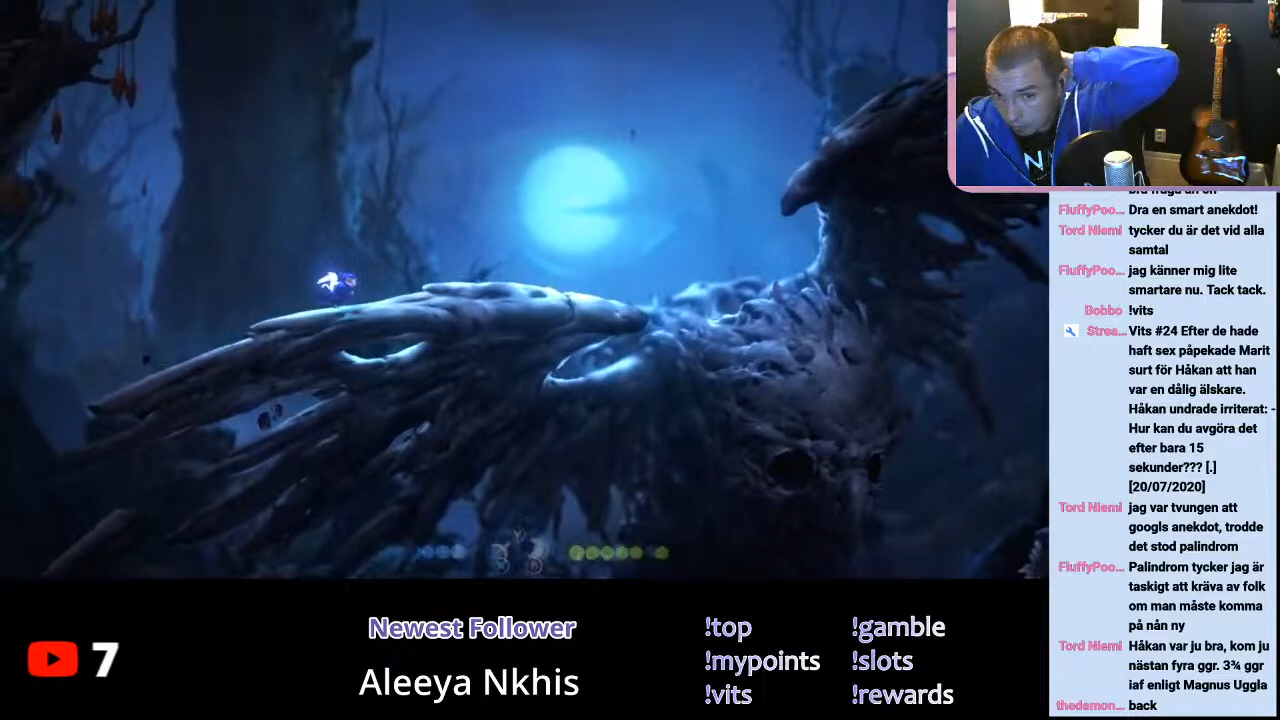 FluffyPoo... Dra en smart anekdot!
Tord Niemi tycker du är det vid alla
samtal
FluffyPoo... jag känner mig lite
smartare nu. Tack tack.
Bobbo !vits
Strea... Vits #24 Efter de hade
haft sex påpekade Marit
surt för Håkan att han
var en dålig älskare.
Håkan undrade irriterat: -
Hur kan du avgöra det
efter bara 15
sekunder??? [.]
[20/07/2020]
Tord Niemi jag var tvungen att
googls anekdot, trodde
det stod palindrom
FluffyPoo... Palindrom tycker jag är
taskigt att kräva av folk
om man måste komma
på nån ny
Tord Niemi Håkan var ju bra, kom ju
nästan fyra ggr. 3¾ ggr
iaf enligt Magnus Uggla
thedemon... back
7
Newest Follower
Aleeya Nkhis
!top
!mypoints
!vits
!gamble
!slots
!rewards